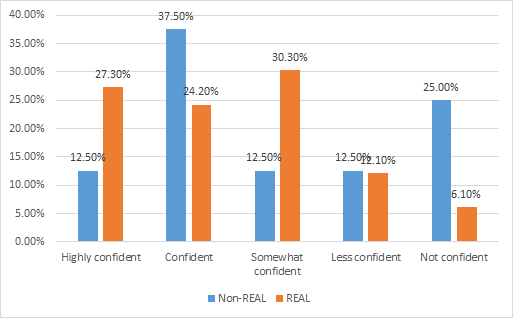 40.00%
35.00%
30.00%
25.00%
20.00%
15.00%
10.00%
5.00%
0.00%
12.50%
27.30%
37.50%
24.20%
12.50%
30.30%
12.50%
12.10%
25.00%
6.10%
Highly confident
Confident
Somewhat
confident
Less confident
Not confident
Non-REAL
REAL